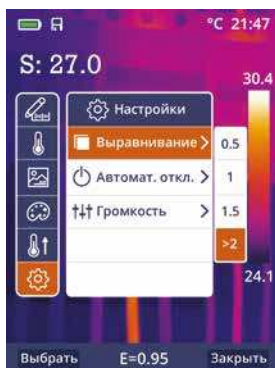 °C 21:47
S: 27.0
30.4
Настройки
Выравнивание 0.5
Автомат. откл. 1
Громкость 1.5
>2
24.1
Выбрать E=0.95 Закрыть